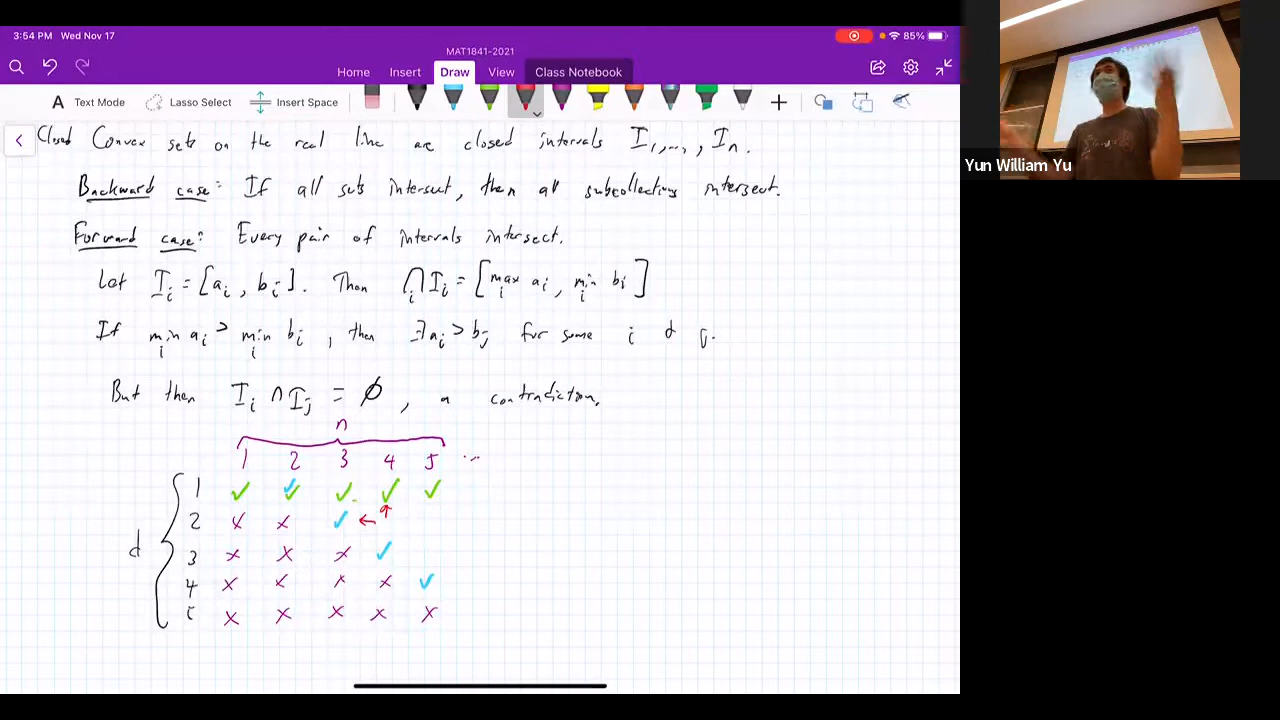 3:54 PM Wed Nov 17
85%
MAT1841-2021
Home Insert Draw View Class Notebook
A Text Mode Lasso Select Insert Space
Closed Convex sets on the real line are closed intervals I₁,...,Iₙ.
Backward case: If all sets intersect, then all subcollections intersect.
Forward case: Every pair of intervals intersect.
Let Iᵢ = [aᵢ, bᵢ]. Then ⋂ᵢ Iᵢ = [maxᵢ aᵢ, minᵢ bᵢ]
If minᵢ aᵢ > minᵢ bᵢ, then ∃ aᵢ > bⱼ for some i & j.
But then Iᵢ ∩ Iⱼ = ∅, a contradiction.
n
1 2 3 4 5 ...
1 ✓ ✓ ✓ ✓ ✓
2 x x ✓ ← ↑
d 3 x x x ✓
4 x x x x ✓
x x x x x
Yun William Yu